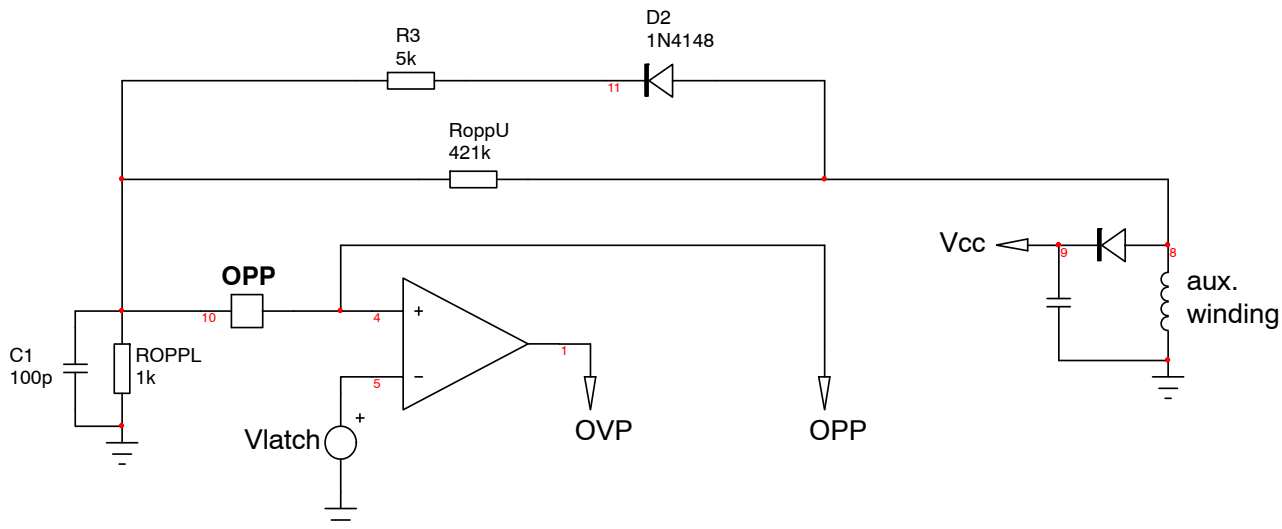 D2
1N4148
R3
5k
11
RoppU
421k
Vcc
9
8
aux.
winding
OPP
10
4
+
C1
100p
ROPPL
1k
1
5
−
+
Vlatch
OVP
OPP